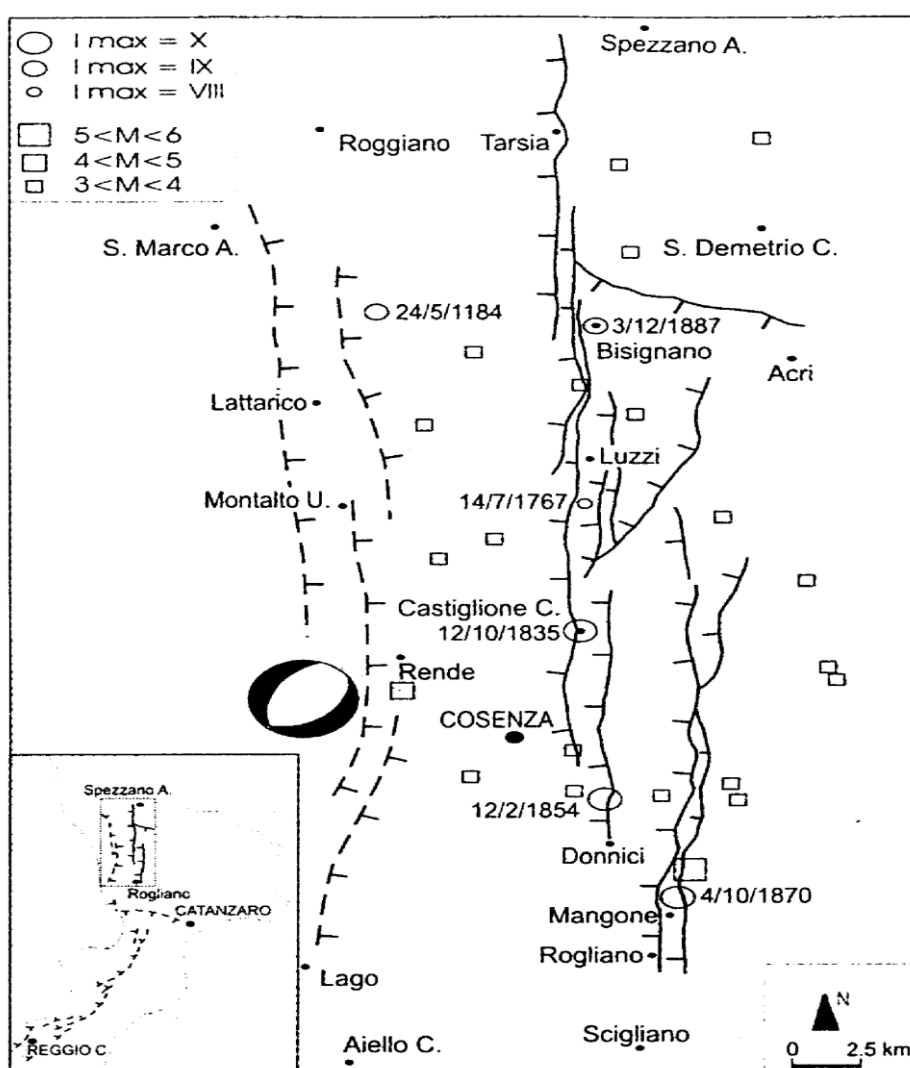 I max = X
I max = IX
I max = VIII
5<M<6
4<M<5
3<M<4
Spezzano A.
Roggiano
Tarsia
S. Marco A.
S. Demetrio C.
24/5/1184
3/12/1887
Bisignano
Acri
Lattarico
Luzzi
Montalto U.
14/7/1767
Castiglione C.
12/10/1835
Rende
COSENZA
12/2/1854
Donnici
4/10/1870
Mangone
Rogliano
Lago
Aiello C.
Scigliano
Spezzano A.
Rogliano
CATANZARO
REGGIO C.
N
0 2.5 km